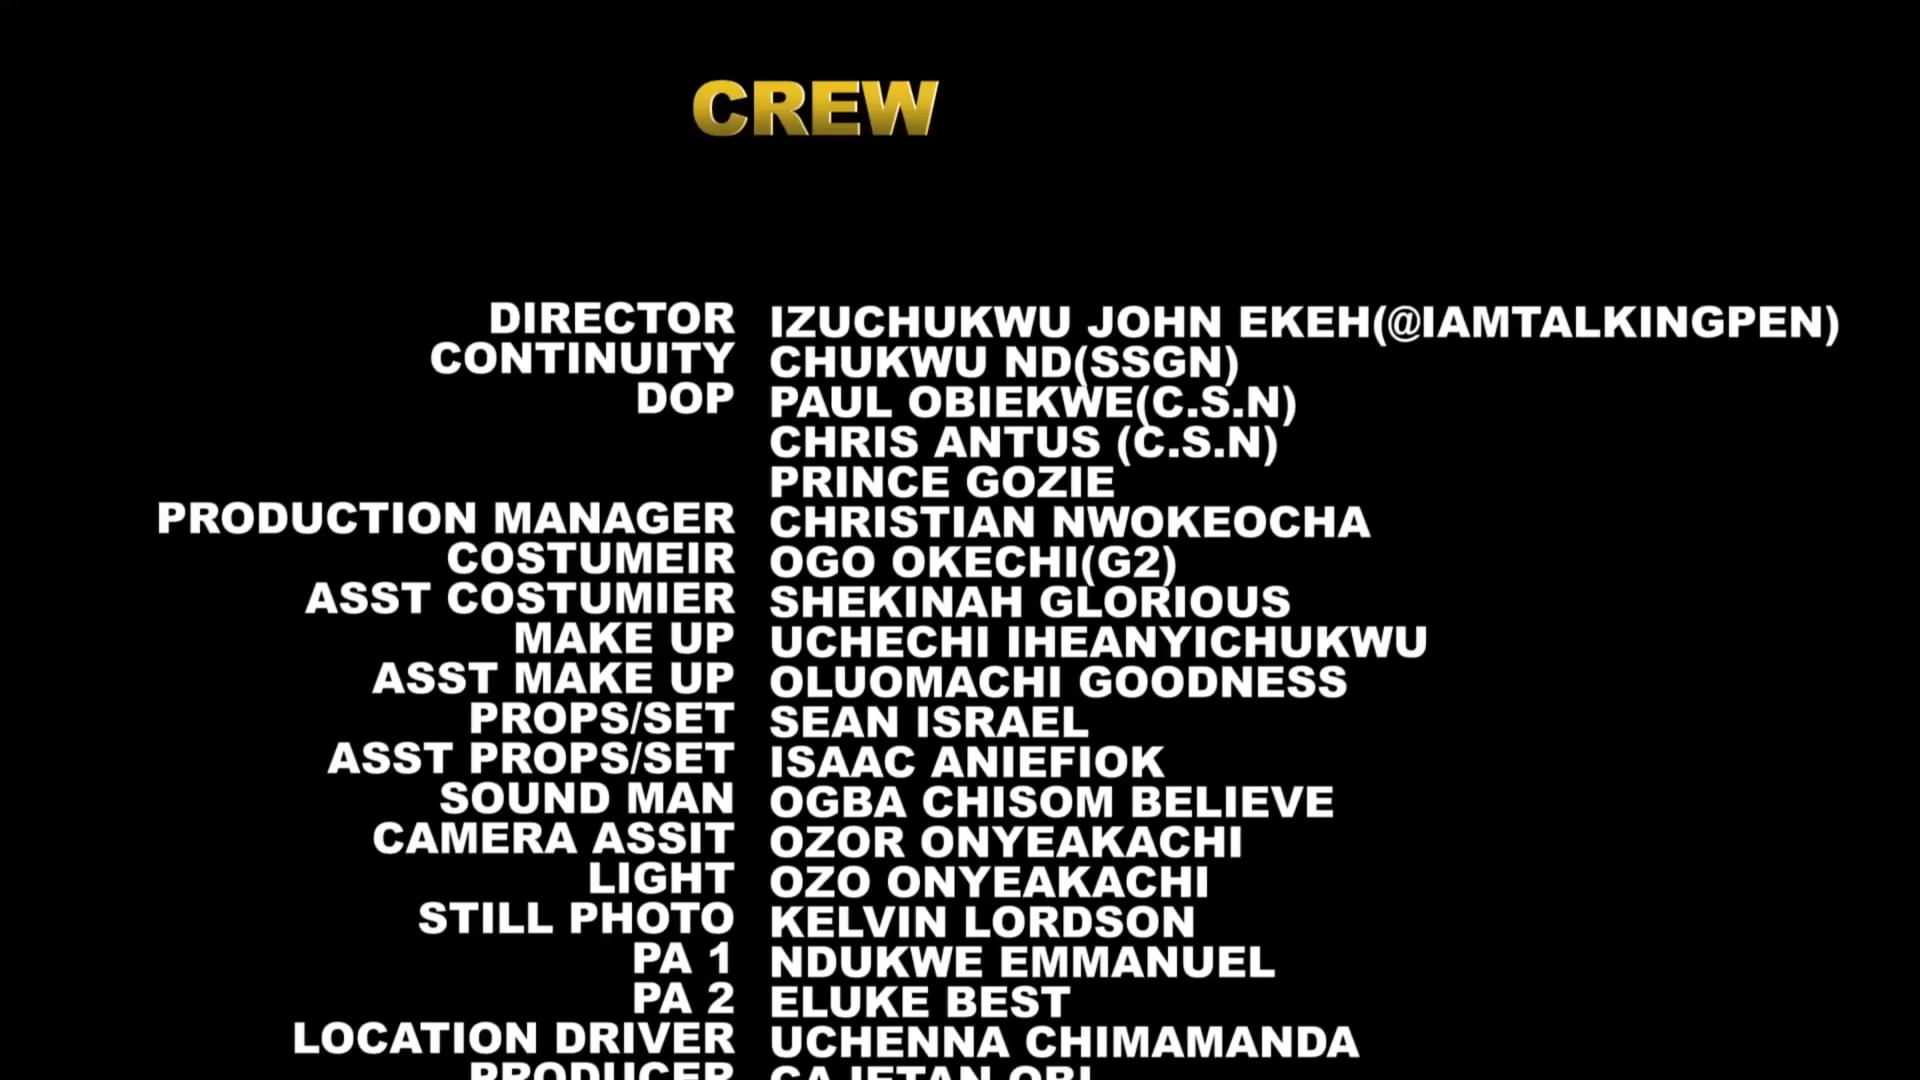 CREW
DIRECTOR IZUCHUKWU JOHN EKEH(@IAMTALKINGPEN)
CONTINUITY CHUKWU ND(SSGN)
DOP PAUL OBIEKWE(C.S.N)
CHRIS ANTUS (C.S.N)
PRINCE GOZIE
PRODUCTION MANAGER CHRISTIAN NWOKEOCHA
COSTUMEIR OGO OKECHI(G2)
ASST COSTUMIER SHEKINAH GLORIOUS
MAKE UP UCHECHI IHEANYICHUKWU
ASST MAKE UP OLUOMACHI GOODNESS
PROPS/SET SEAN ISRAEL
ASST PROPS/SET ISAAC ANIEFIOK
SOUND MAN OGBA CHISOM BELIEVE
CAMERA ASSIT OZOR ONYEAKACHI
LIGHT OZO ONYEAKACHI
STILL PHOTO KELVIN LORDSON
PA 1 NDUKWE EMMANUEL
PA 2 ELUKE BEST
LOCATION DRIVER UCHENNA CHIMAMANDA
PRODUCER CAJETAN OBI